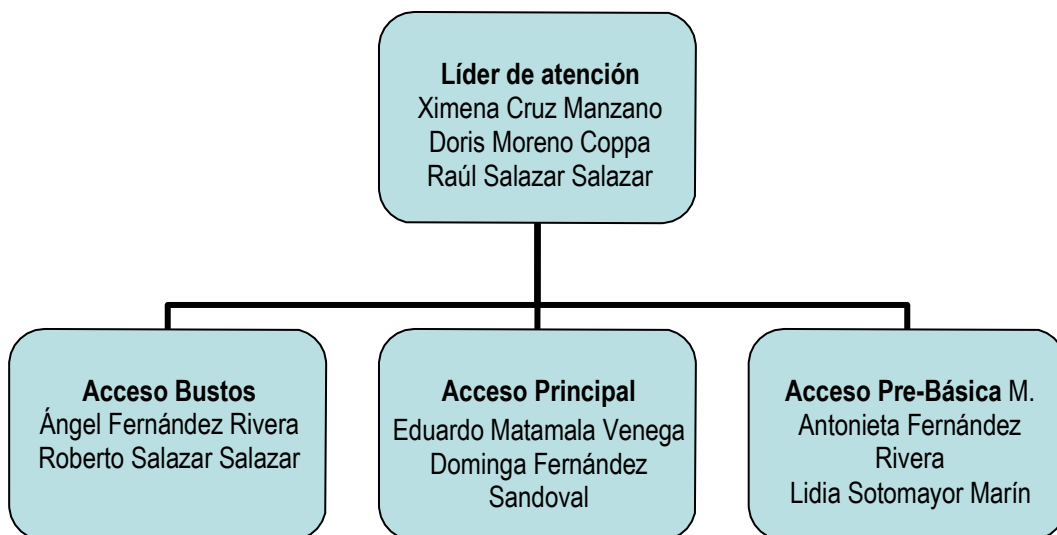 Líder de atención
Ximena Cruz Manzano
Doris Moreno Coppa
Raúl Salazar Salazar
Acceso Bustos
Ángel Fernández Rivera
Roberto Salazar Salazar
Acceso Principal
Eduardo Matamala Venega
Dominga Fernández
Sandoval
Acceso Pre-Básica M.
Antonieta Fernández
Rivera
Lidia Sotomayor Marín